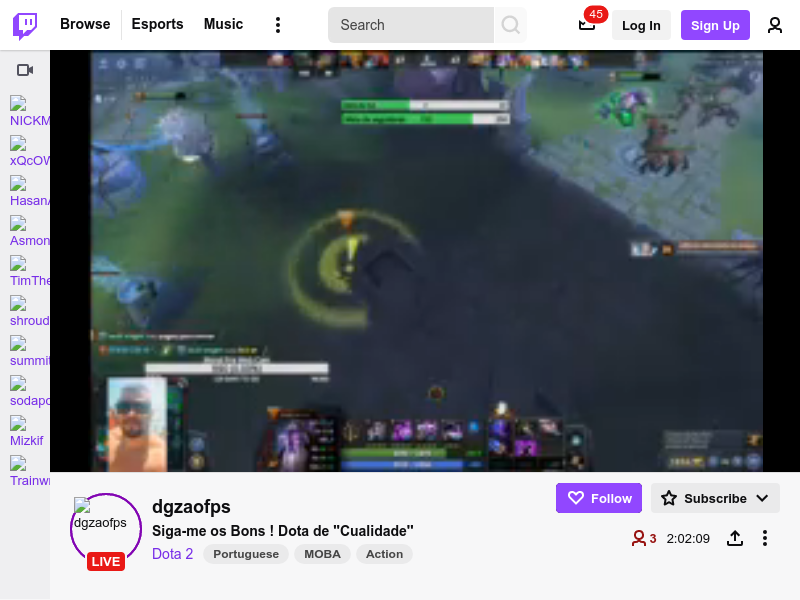 Browse
Esports
Music
Search
45
Log In
Sign Up
NICKM
xQcOW
HasanA
Asmon
TimThe
shroud
summit
sodapo
Mizkif
Trainw
dgzaofps
LIVE
dgzaofps
Siga-me os Bons ! Dota de "Cualidade"
Dota 2
Portuguese
MOBA
Action
Follow
Subscribe
3
2:02:09